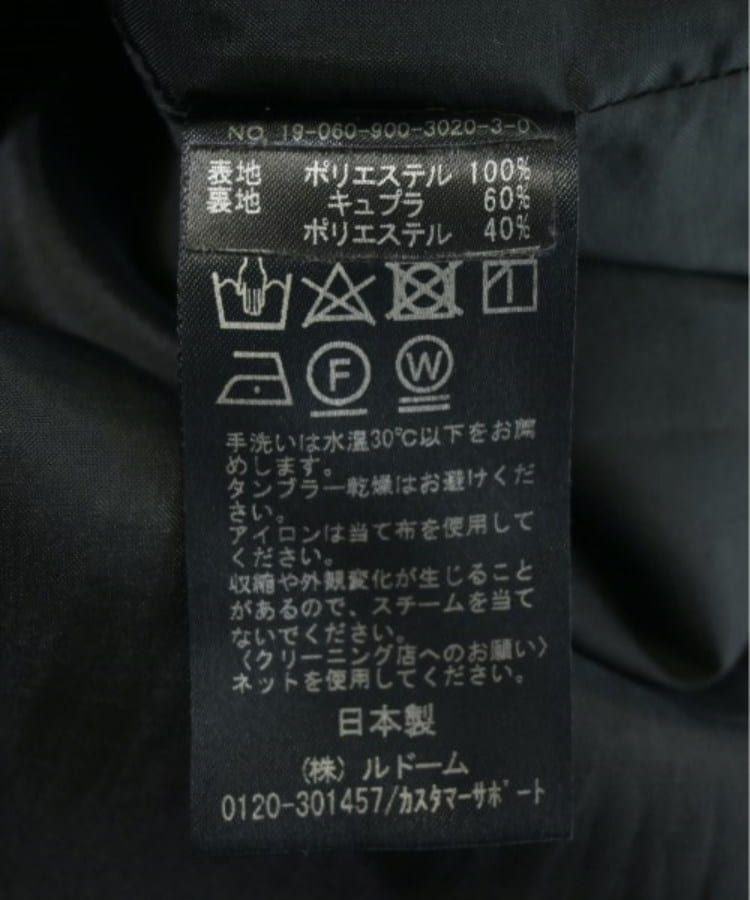 NO. 19-060-900-3020-3-0
表地 ポリエステル 100%
裏地 キュプラ 60%
ポリエステル 40%
F W
手洗いは水温30℃以下をお薦
めします。
タンブラー乾燥はお避けくだ
さい。
アイロンは当て布を使用して
ください。
収縮や外観変化が生じること
があるので、スチームを当て
ないでください。
〈クリーニング店へのお願い〉
ネットを使用してください。
日本製
(株) ルドーム
0120-301457/カスタマーサポート